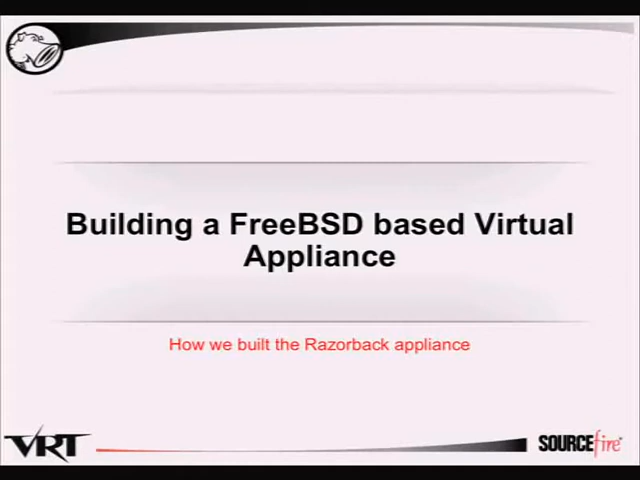 Building a FreeBSD based Virtual
Appliance
How we built the Razorback appliance
VRT
SOURCEfire